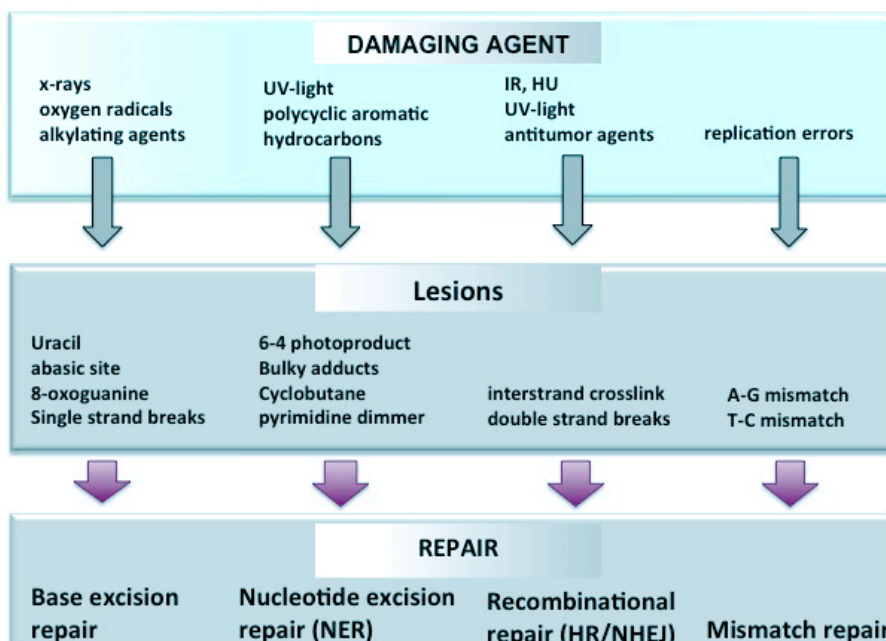 DAMAGING AGENT
x-rays
oxygen radicals
alkylating agents
UV-light
polycyclic aromatic
hydrocarbons
IR, HU
UV-light
antitumor agents
replication errors
Lesions
Uracil
abasic site
8-oxoguanine
Single strand breaks
6-4 photoproduct
Bulky adducts
Cyclobutane
pyrimidine dimmer
interstrand crosslink
double strand breaks
A-G mismatch
T-C mismatch
REPAIR
Base excision
repair
Nucleotide excision
repair (NER)
Recombinational
repair (HR/NHEJ)
Mismatch repair